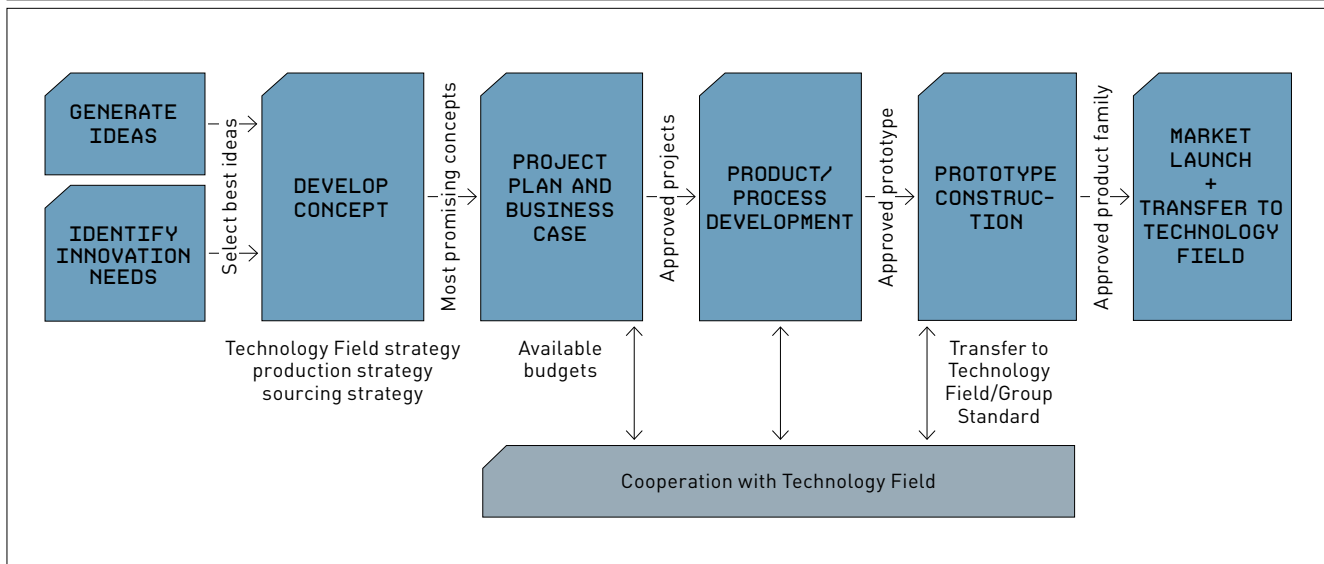 GENERATE
IDEAS
IDENTIFY
INNOVATION
NEEDS
Select best ideas
DEVELOP
CONCEPT
Technology Field strategy
production strategy
sourcing strategy
Most promising concepts
PROJECT
PLAN AND
BUSINESS
CASE
Available
budgets
Approved projects
PRODUCT/
PROCESS
DEVELOPMENT
Approved prototype
PROTOTYPE
CONSTRUC-
TION
Transfer to
Technology
Field/Group
Standard
Approved product family
MARKET
LAUNCH
+
TRANSFER TO
TECHNOLOGY
FIELD
Cooperation with Technology Field